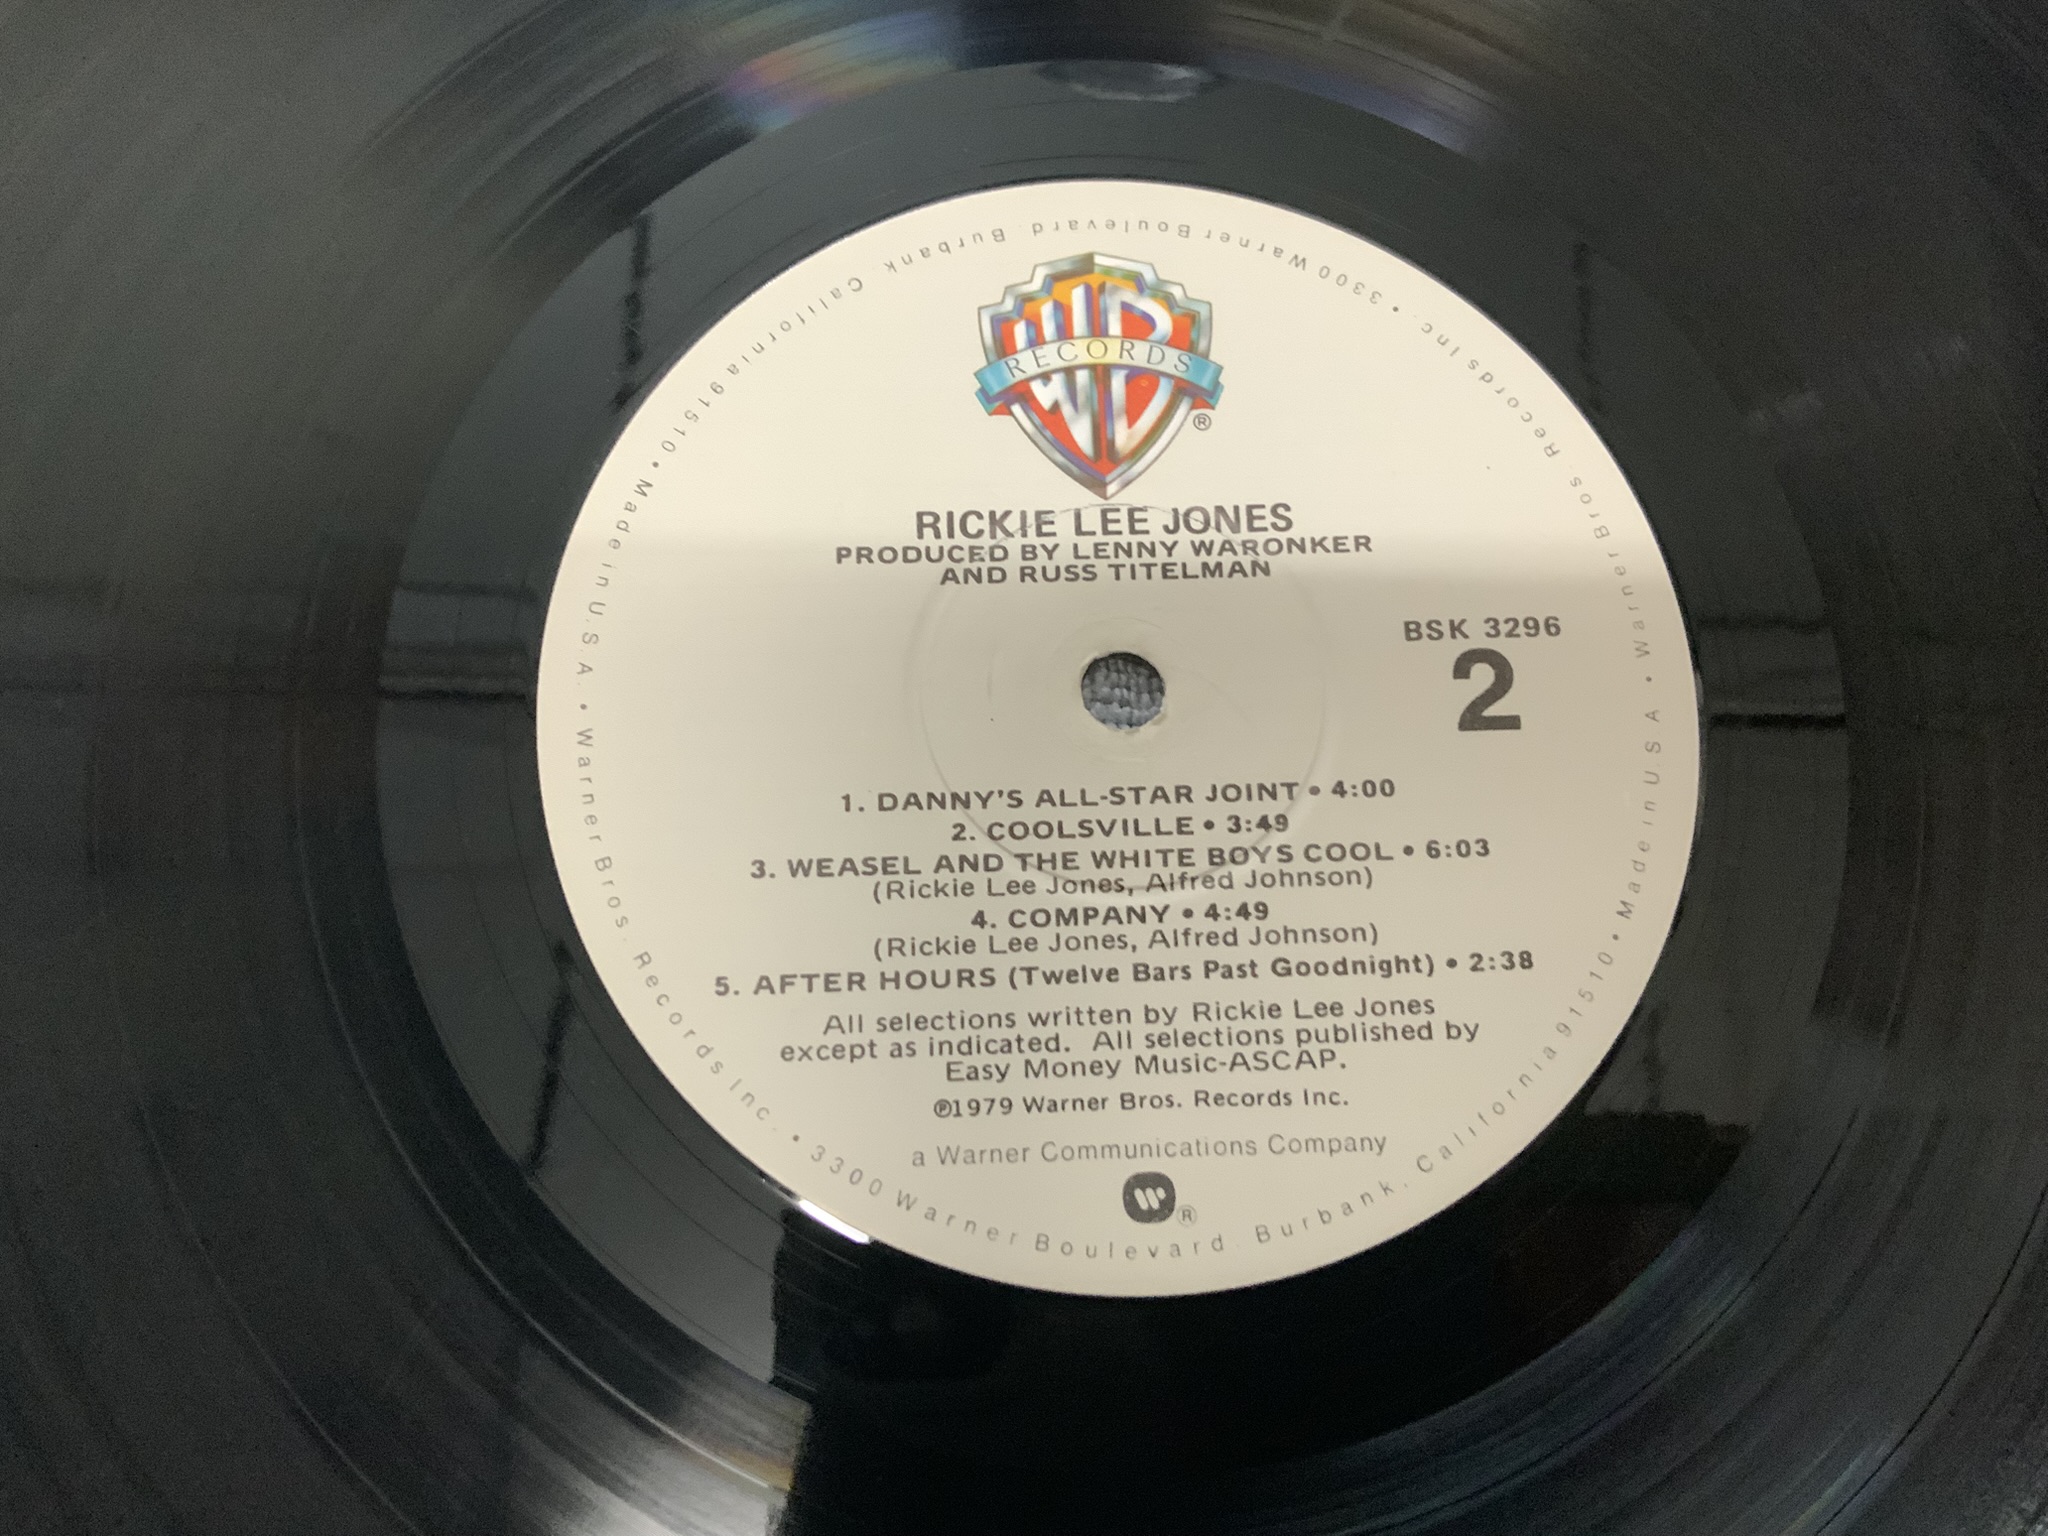 WB
RECORDS
®
RICKIE LEE JONES
PRODUCED BY LENNY WARONKER
AND RUSS TITELMAN
BSK 3296
2
1. DANNY'S ALL-STAR JOINT • 4:00
2. COOLSVILLE • 3:49
3. WEASEL AND THE WHITE BOYS COOL • 6:03
(Rickie Lee Jones, Alfred Johnson)
4. COMPANY • 4:49
(Rickie Lee Jones, Alfred Johnson)
5. AFTER HOURS (Twelve Bars Past Goodnight) • 2:38
All selections written by Rickie Lee Jones
except as indicated. All selections published by
Easy Money Music-ASCAP.
℗1979 Warner Bros. Records Inc.
a Warner Communications Company
W ®
Made in U.S.A. • Warner Bros. Records Inc. • 3300 Warner Boulevard. Burbank. California 91510 • Made in U.S.A. • Warner Bros. Records Inc. • 3300 Warner Boulevard. Burbank. California 91510 •